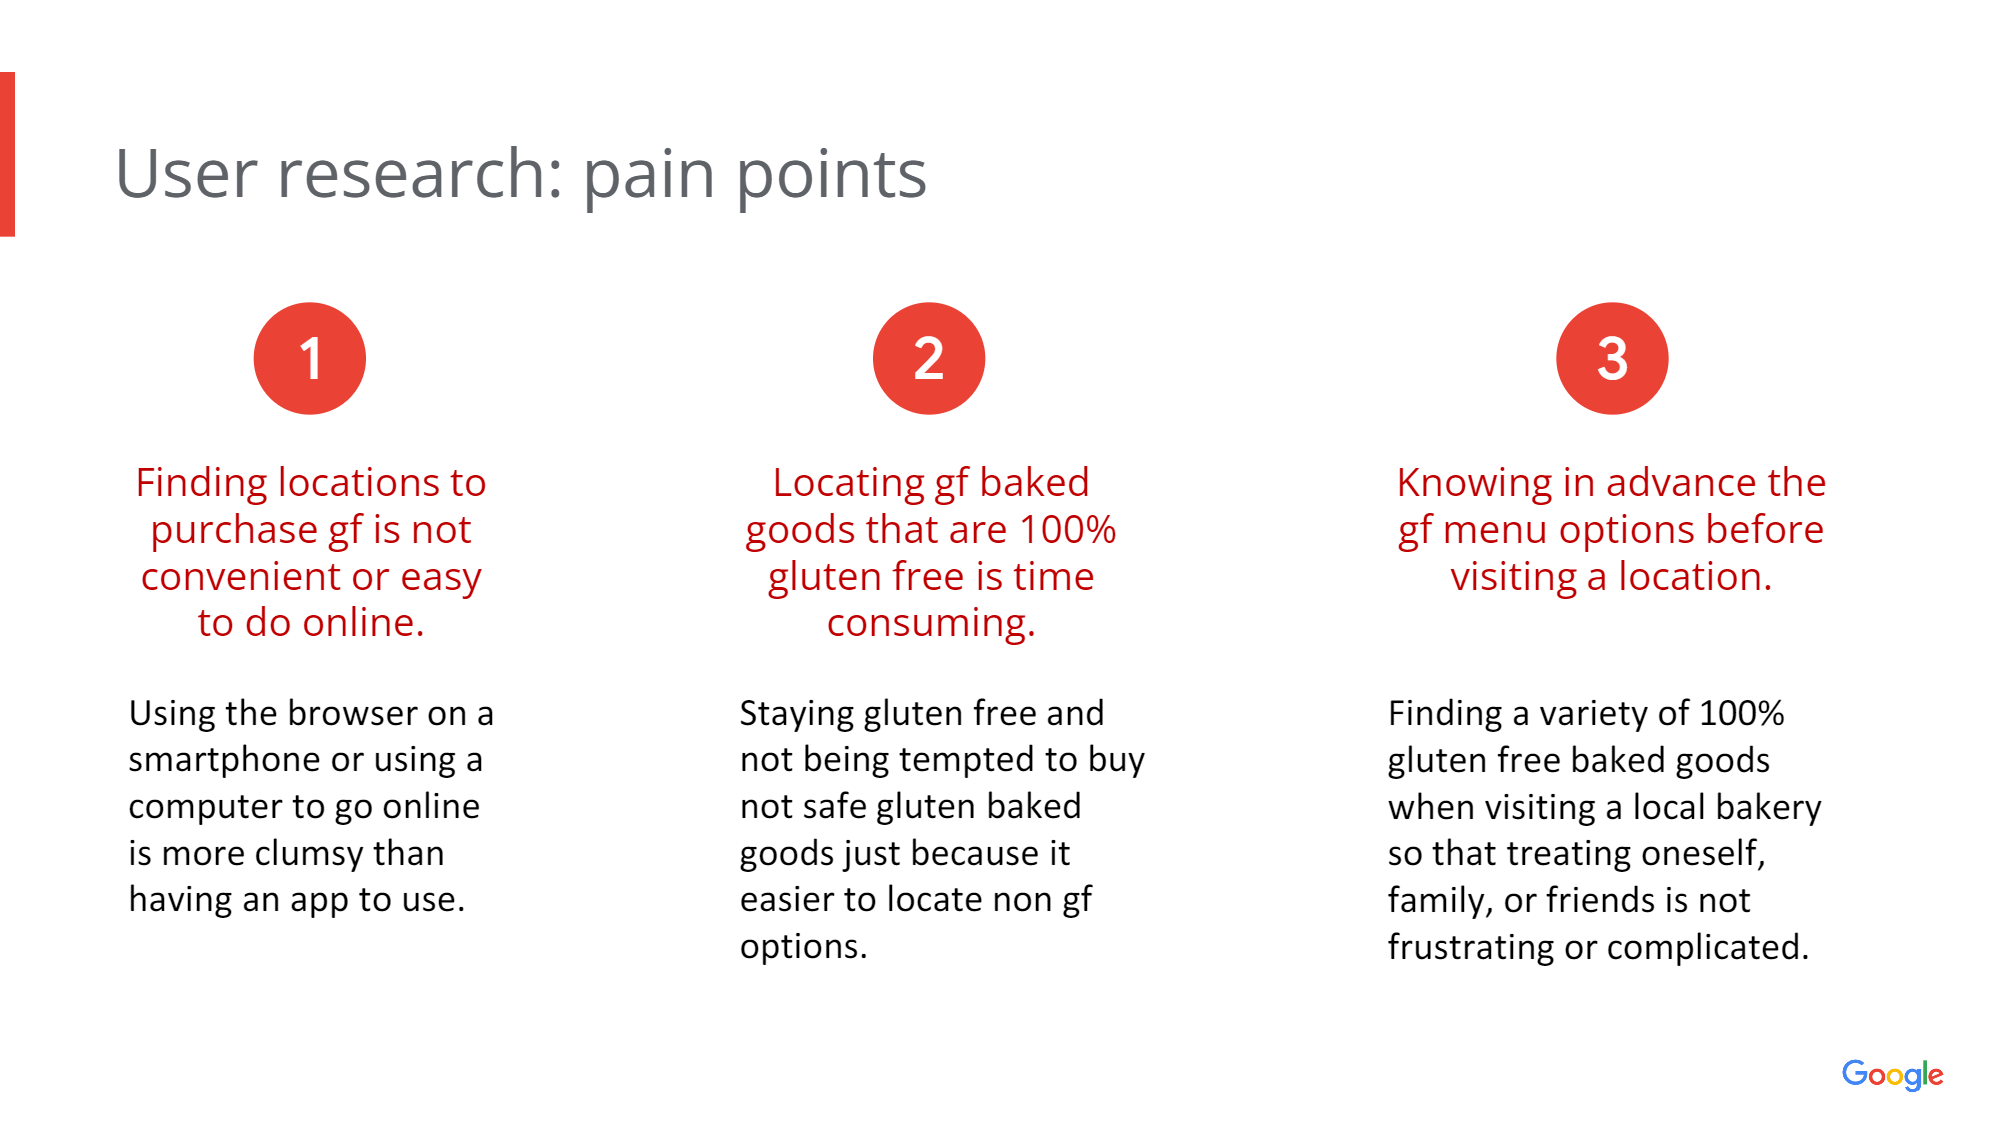 User research: pain points
1
Finding locations to
purchase gf is not
convenient or easy
to do online.
Using the browser on a
smartphone or using a
computer to go online
is more clumsy than
having an app to use.
2
Locating gf baked
goods that are 100%
gluten free is time
consuming.
Staying gluten free and
not being tempted to buy
not safe gluten baked
goods just because it
easier to locate non gf
options.
3
Knowing in advance the
gf menu options before
visiting a location.
Finding a variety of 100%
gluten free baked goods
when visiting a local bakery
so that treating oneself,
family, or friends is not
frustrating or complicated.
Google